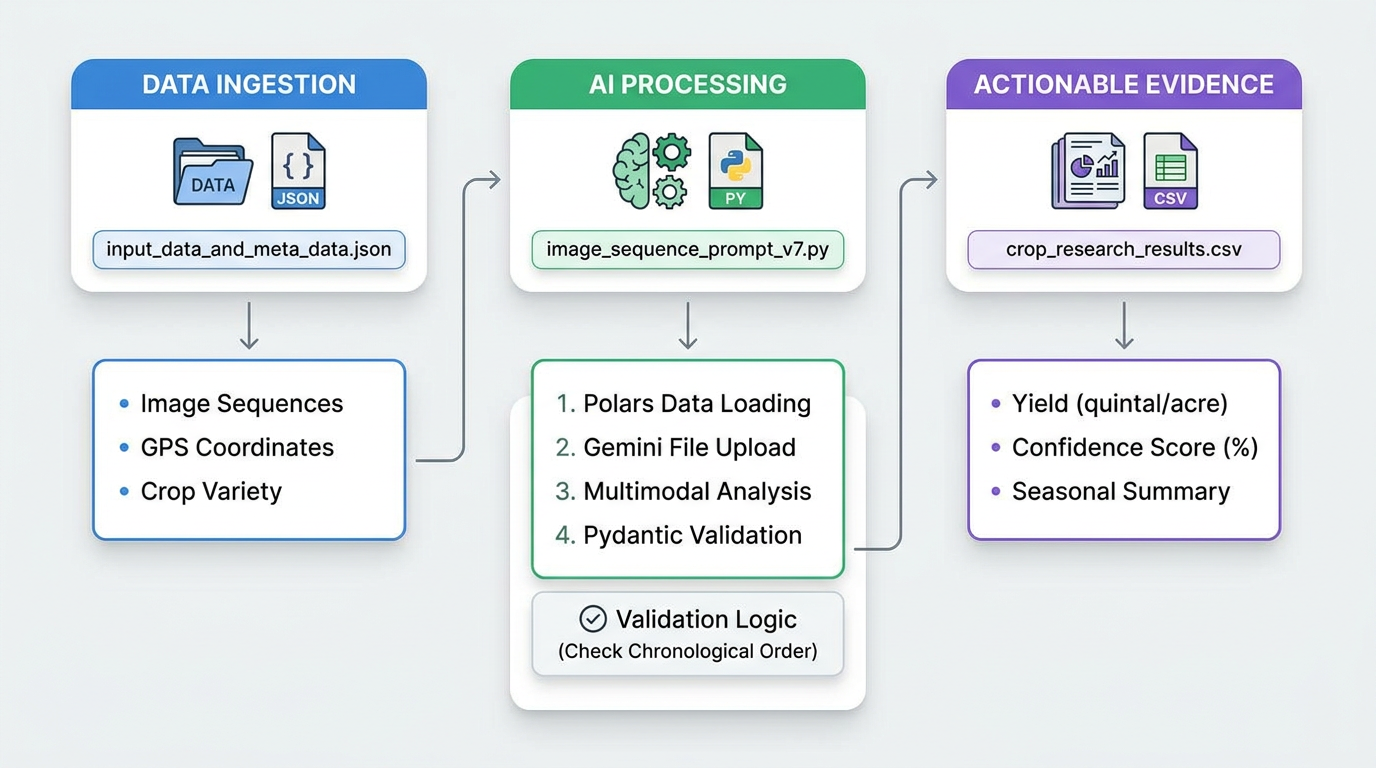 DATA INGESTION
DATA
{ }
JSON
input_data_and_meta_data.json
• Image Sequences
• GPS Coordinates
• Crop Variety
AI PROCESSING
PY
image_sequence_prompt_v7.py
1. Polars Data Loading
2. Gemini File Upload
3. Multimodal Analysis
4. Pydantic Validation
Validation Logic
(Check Chronological Order)
ACTIONABLE EVIDENCE
CSV
crop_research_results.csv
• Yield (quintal/acre)
• Confidence Score (%)
• Seasonal Summary